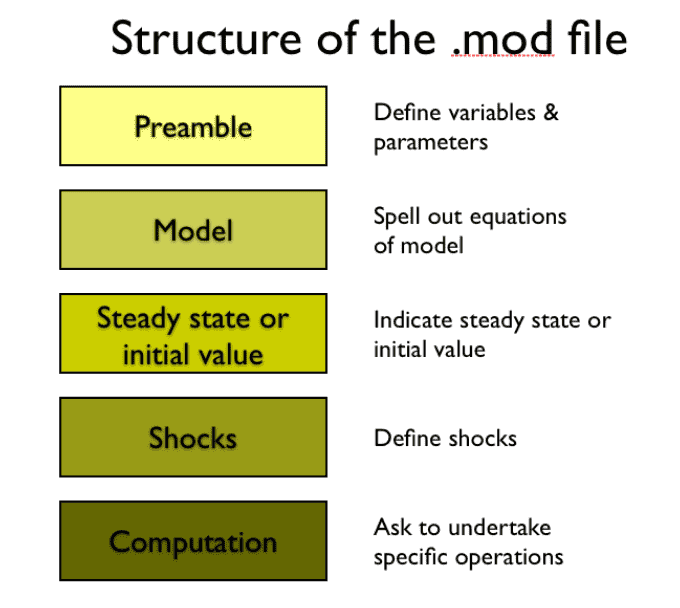 Structure of the .mod file
Preamble
Define variables &
parameters
Model
Spell out equations
of model
Steady state or
initial value
Indicate steady state or
initial value
Shocks
Define shocks
Computation
Ask to undertake
specific operations